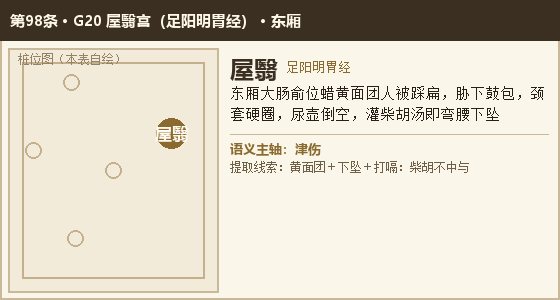 第98条・G20 屋翳宫（足阳明胃经）・东厢
桩位图（本表自绘）
屋翳
屋翳 足阳明胃经
东厢大肠俞位蜡黄面团人被踩扁，胁下鼓包，颈
套硬圈，尿壶倒空，灌柴胡汤即弯腰下坠
语义主轴：津伤
提取线索：黄面团＋下坠＋打嗝：柴胡不中与